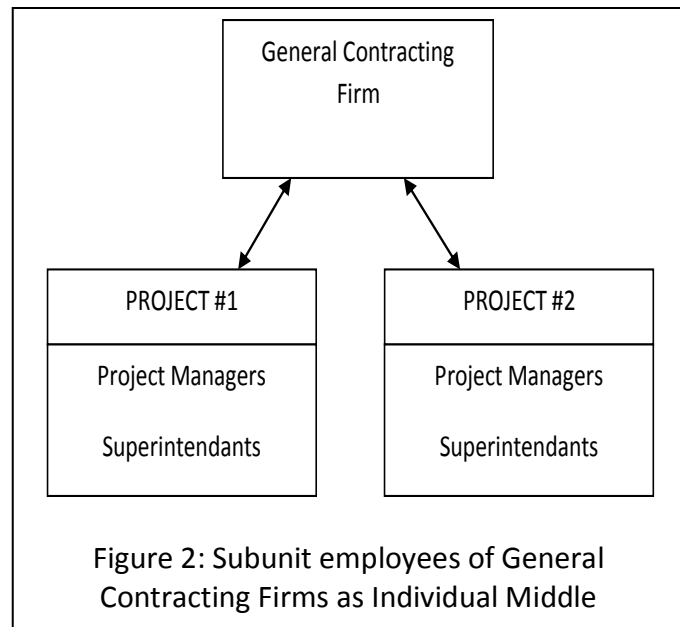 General Contracting
Firm
PROJECT #1
Project Managers
Superintendants
PROJECT #2
Project Managers
Superintendants
Figure 2: Subunit employees of General
Contracting Firms as Individual Middle